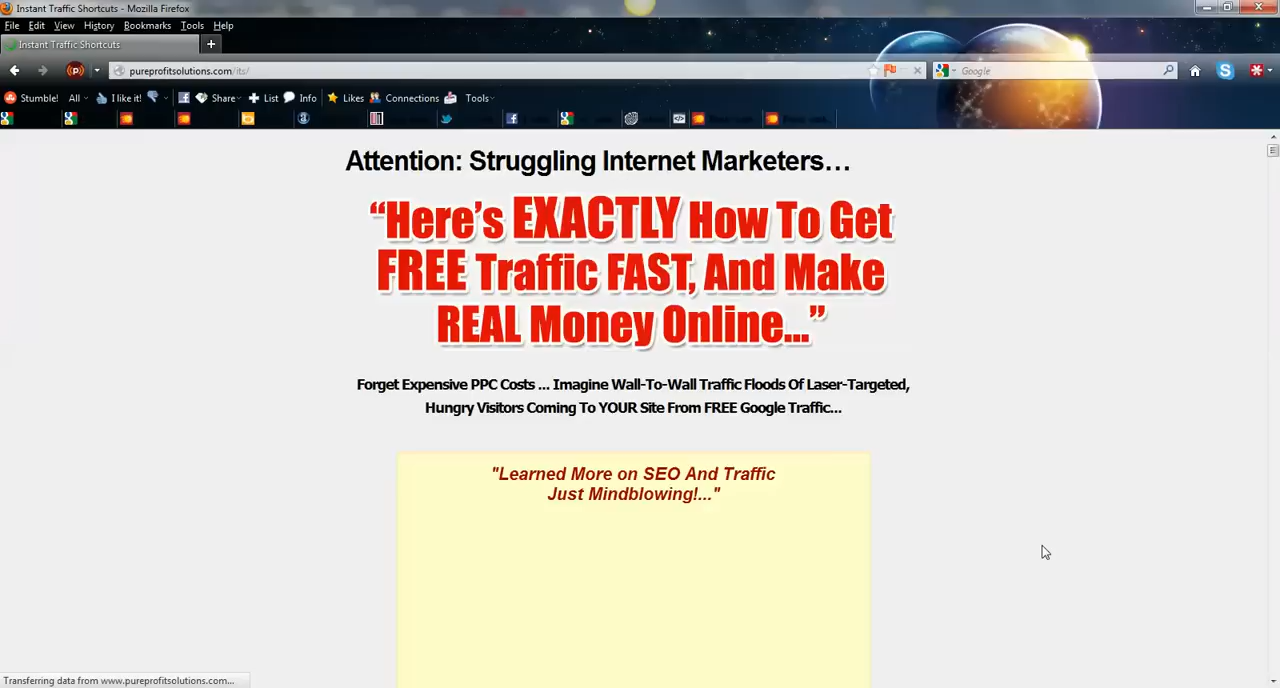 Instant Traffic Shortcuts - Mozilla Firefox
File Edit View History Bookmarks Tools Help
Instant Traffic Shortcuts
pureprofitsolutions.com/its/
Google
Stumble! All I like it! Share List Info Likes Connections Tools
Attention: Struggling Internet Marketers…
“Here’s EXACTLY How To Get
FREE Traffic FAST, And Make
REAL Money Online...”
Forget Expensive PPC Costs ... Imagine Wall-To-Wall Traffic Floods Of Laser-Targeted,
Hungry Visitors Coming To YOUR Site From FREE Google Traffic...
"Learned More on SEO And Traffic
Just Mindblowing!..."
Transferring data from www.pureprofitsolutions.com...